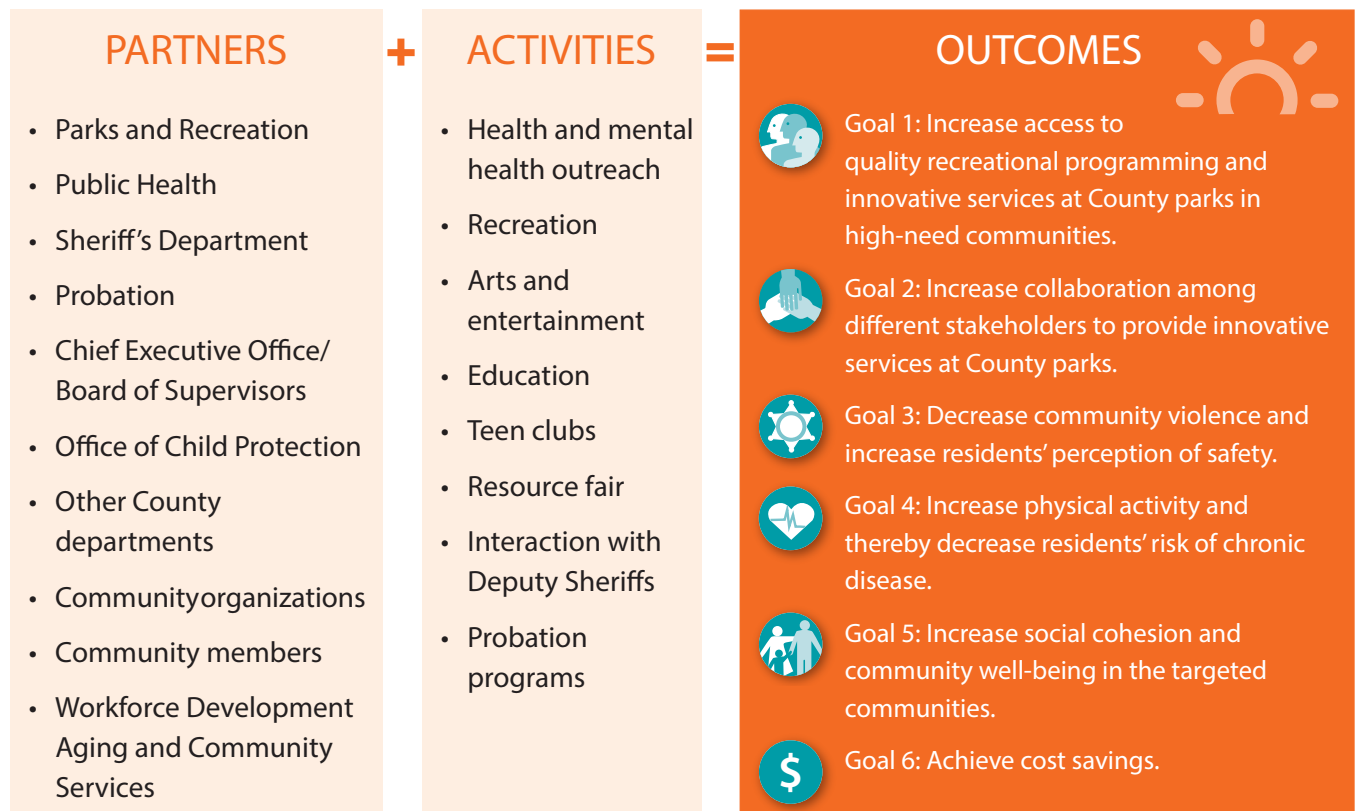 PARTNERS
• Parks and Recreation
• Public Health
• Sheriff’s Department
• Probation
• Chief Executive Office/
Board of Supervisors
• Office of Child Protection
• Other County
departments
• Community organizations
• Community members
• Workforce Development
Aging and Community
Services
+
ACTIVITIES
• Health and mental
health outreach
• Recreation
• Arts and
entertainment
• Education
• Teen clubs
• Resource fair
• Interaction with
Deputy Sheriffs
• Probation
programs
=
OUTCOMES
Goal 1: Increase access to
quality recreational programming and
innovative services at County parks in
high-need communities.
Goal 2: Increase collaboration among
different stakeholders to provide innovative
services at County parks.
Goal 3: Decrease community violence and
increase residents’ perception of safety.
Goal 4: Increase physical activity and
thereby decrease residents’ risk of chronic
disease.
Goal 5: Increase social cohesion and
community well-being in the targeted
communities.
$
Goal 6: Achieve cost savings.